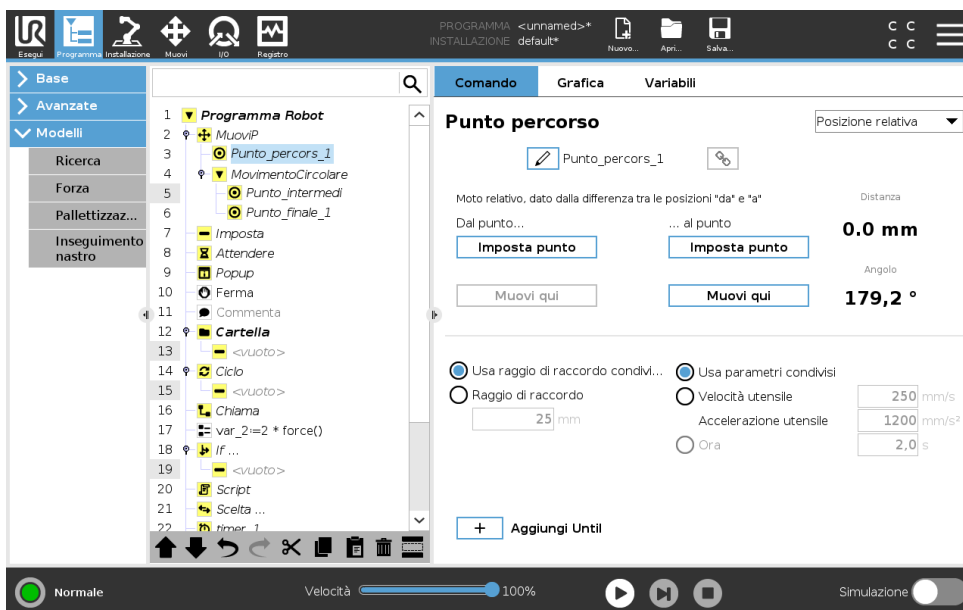 PROGRAMMA <unnamed>*
INSTALLAZIONE default*
Esegui Programma Installazione Muovi I/O Registro
Nuovo... Apri... Salva...
C C
C C
Base
Avanzate
Modelli
Ricerca
Forza
Pallettizzaz...
Inseguimento
nastro
1 Programma Robot
2 MuoviP
3 Punto_percors_1
4 MovimentoCircolare
5 Punto_intermedi
6 Punto_finale_1
7 Imposta
8 Attendere
9 Popup
10 Ferma
11 Commenta
12 Cartella
13 <vuoto>
14 Ciclo
15 <vuoto>
16 Chiama
17 var_2:=2 * force()
18 If ...
19 <vuoto>
20 Script
21 Scelta ...
22 timer_1
Comando Grafica Variabili
Punto percorso
Posizione relativa
Punto_percors_1
Moto relativo, dato dalla differenza tra le posizioni "da" e "a"
Distanza
Dal punto... ... al punto
0.0 mm
Imposta punto Imposta punto
Angolo
Muovi qui Muovi qui
179,2 °
Usa raggio di raccordo condivi... Usa parametri condivisi
Raggio di raccordo Velocità utensile 250 mm/s
25 mm Accelerazione utensile 1200 mm/s²
Ora 2,0 s
+ Aggiungi Until
Normale Velocità 100% Simulazione